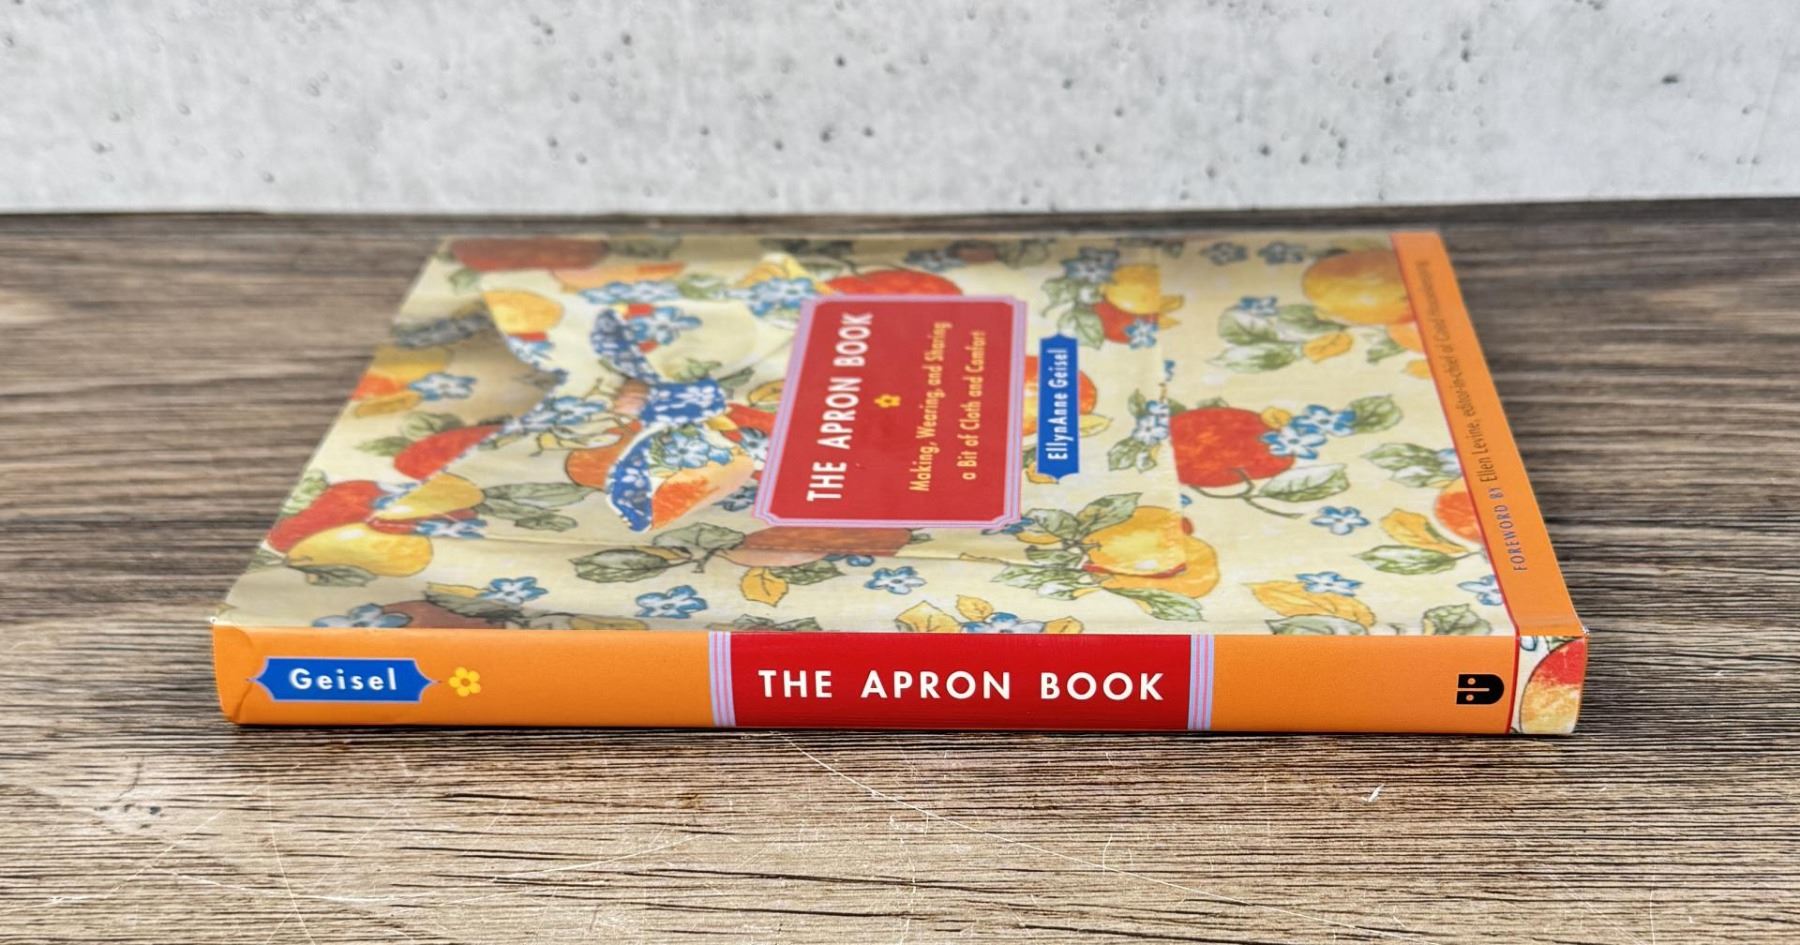 THE APRON BOOK
Making, Wearing, and Sharing
a Bit of Cloth and Comfort
EllynAnne Geisel
FOREWORD BY Ellen Levine, editor-in-chief of Good Housekeeping
Geisel
THE APRON BOOK